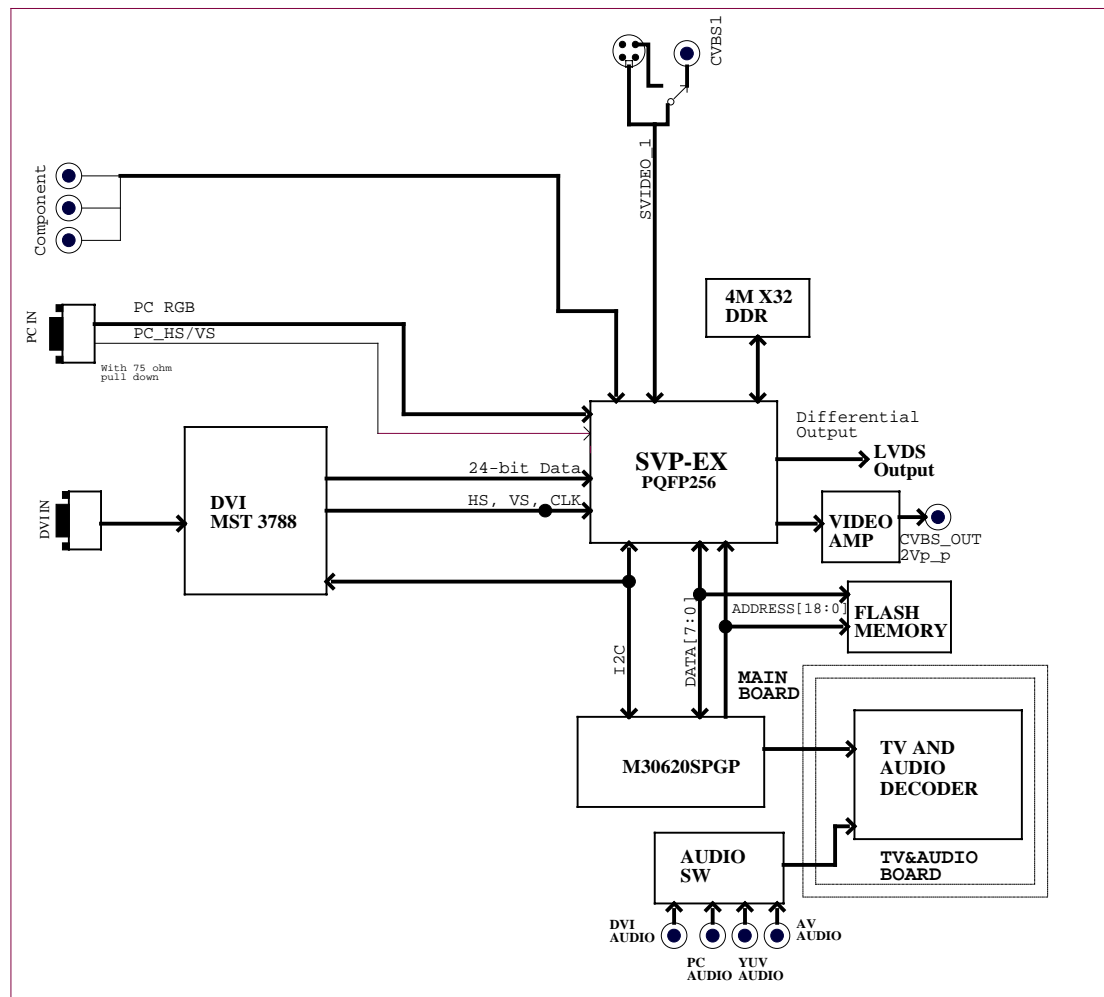 CVBS1
SVIDEO_1
Component
4M X32
DDR
PC IN
PC RGB
PC_HS/VS
With 75 ohm
pull down
Differential
Output
LVDS
Output
SVP-EX
PQFP256
24-bit Data
HS, VS, CLK
DVI IN
DVI
MST 3788
VIDEO
AMP
CVBS_OUT
2Vp_p
ADDRESS[18:0]
FLASH
MEMORY
I2C
DATA[7:0]
MAIN
BOARD
M30620SPGP
TV AND
AUDIO
DECODER
TV&AUDIO
BOARD
AUDIO
SW
DVI
AUDIO
PC
AUDIO
YUV
AUDIO
AV
AUDIO